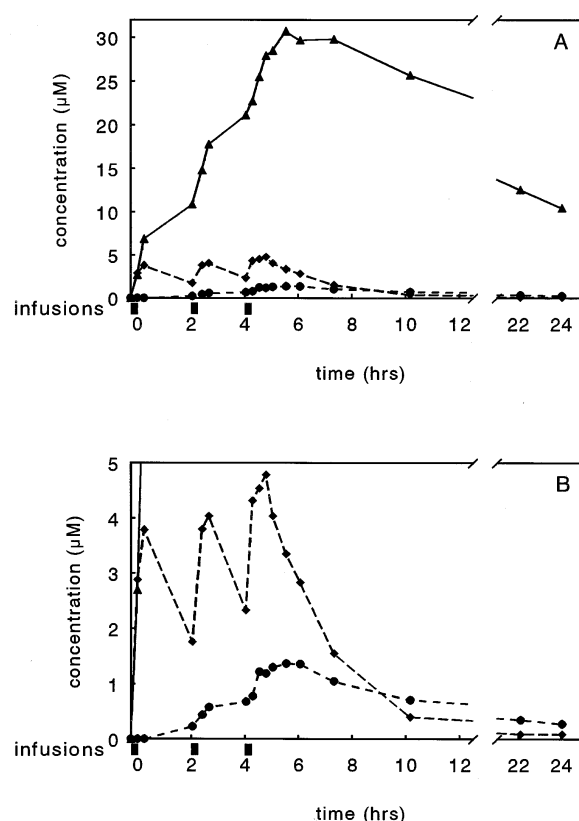 A
concentration (µM)
30
25
20
15
10
5
0
infusions
0 2 4 6 8 10 12 22 24
time (hrs)
B
concentration (µM)
5
4
3
2
1
0
infusions
0 2 4 6 8 10 12 22 24
time (hrs)